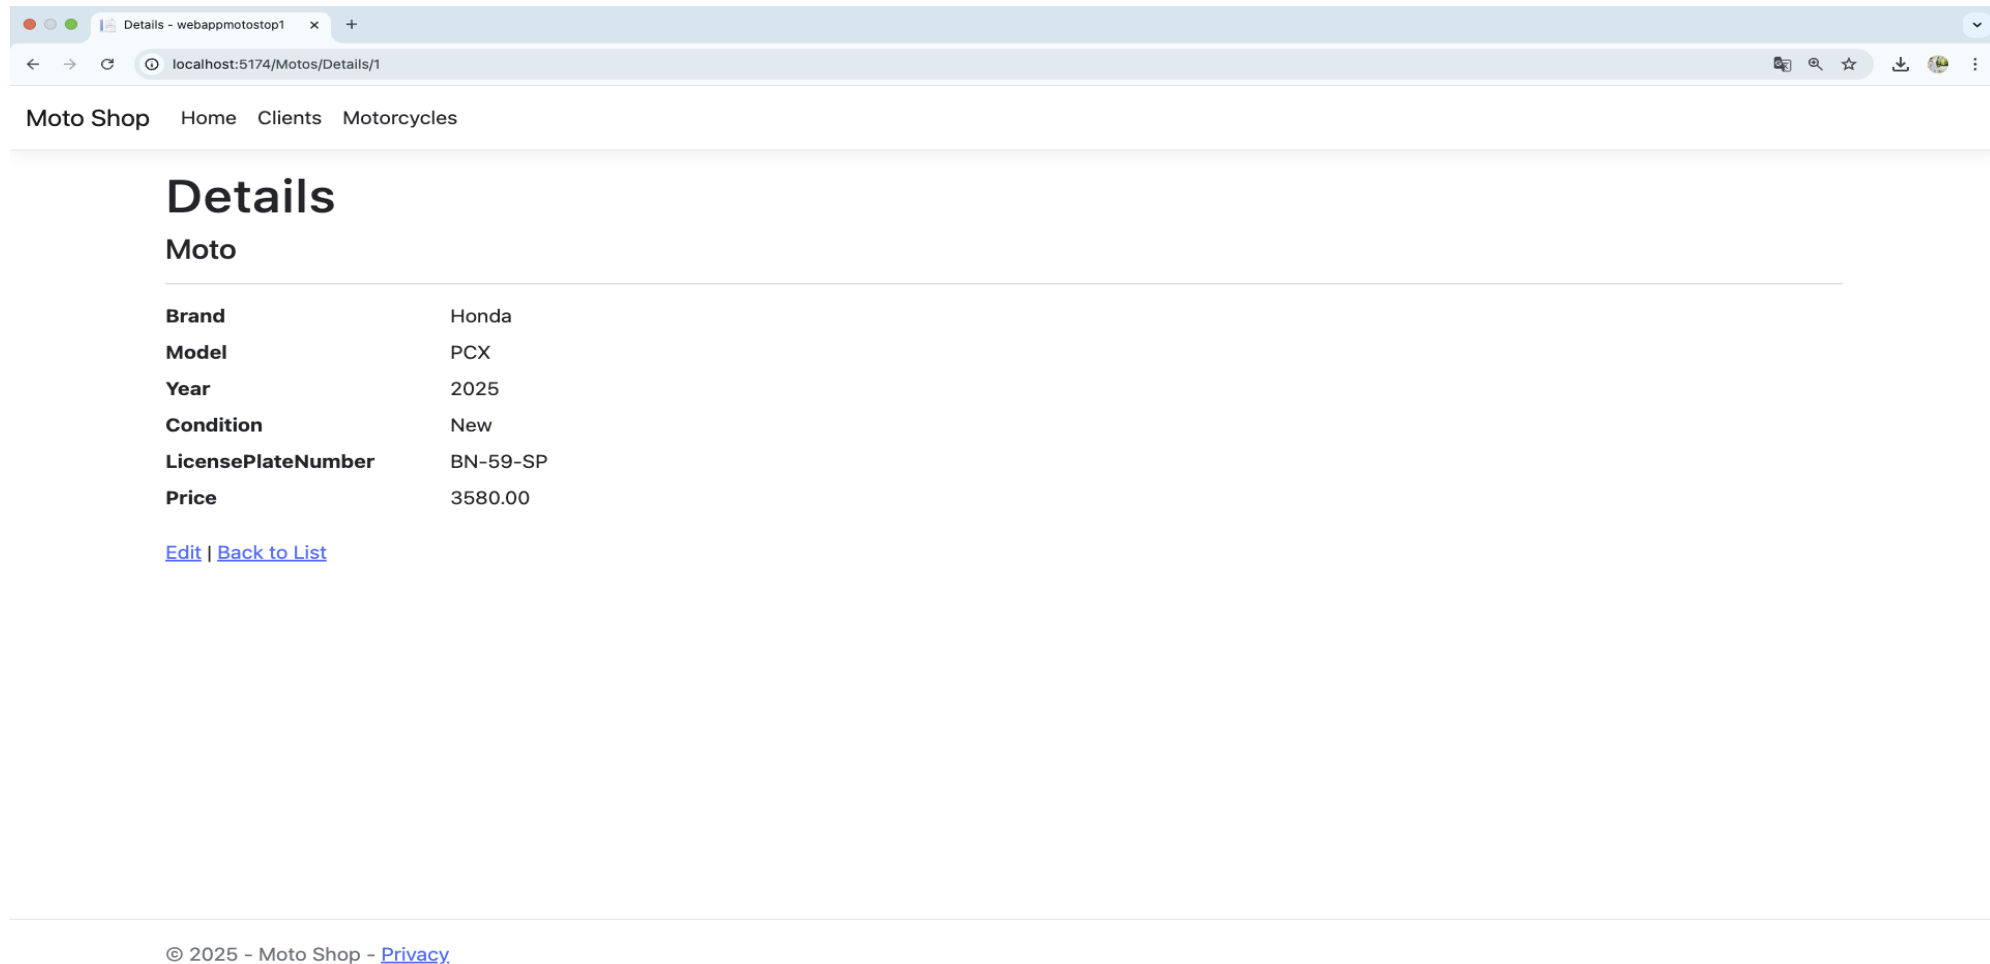 Details - webappmotostop1
localhost:5174/Motos/Details/1
Moto Shop Home Clients Motorcycles
Details
Moto
Brand Honda
Model PCX
Year 2025
Condition New
LicensePlateNumber BN-59-SP
Price 3580.00
Edit | Back to List
© 2025 - Moto Shop - Privacy